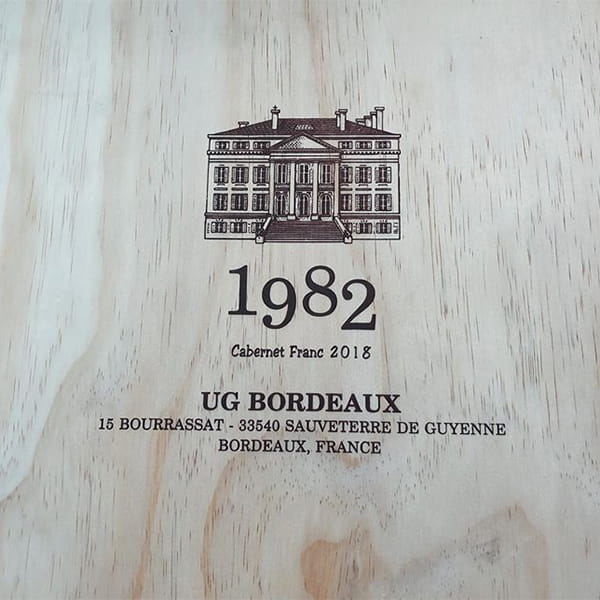 1982
Cabernet Franc 2018
UG BORDEAUX
15 BOURRASSAT - 33540 SAUVETERRE DE GUYENNE
BORDEAUX, FRANCE